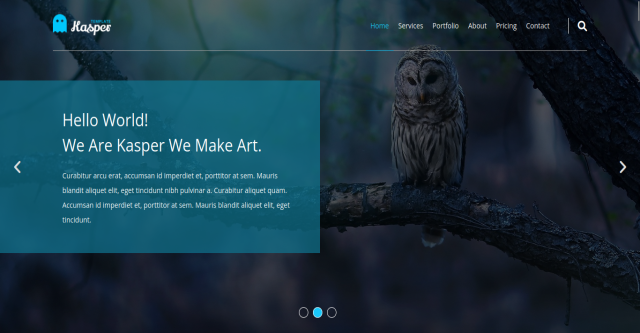 Kasper
Home Services Portfolio About Pricing Contact
Hello World!
We Are Kasper We Make Art.
Curabitur arcu erat, accumsan id imperdiet et, porttitor at sem. Mauris
blandit aliquet elit, eget tincidunt nibh pulvinar a. Curabitur aliquet quam.
Accumsan id imperdiet et, porttitor at sem. Mauris blandit aliquet elit, eget
tincidunt.